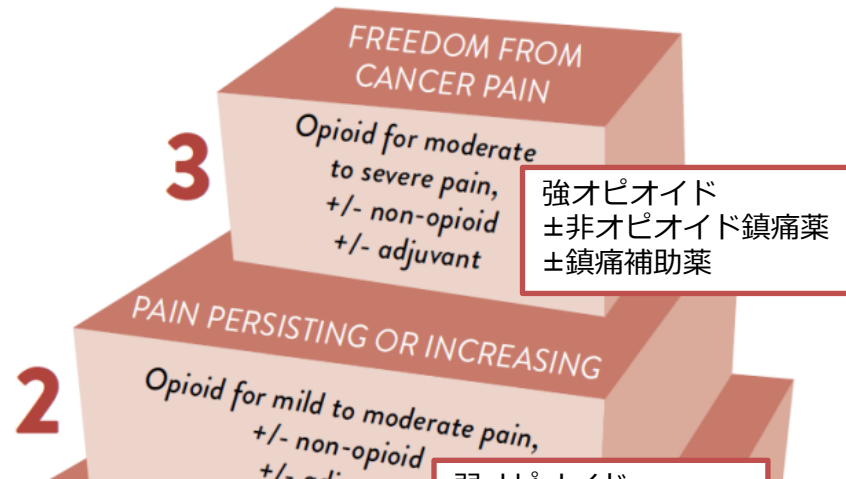 FREEDOM FROM
CANCER PAIN
3
Opioid for moderate
to severe pain,
+/- non-opioid
+/- adjuvant
強オピオイド
±非オピオイド鎮痛薬
±鎮痛補助薬
PAIN PERSISTING OR INCREASING
2
Opioid for mild to moderate pain,
+/- non-opioid
+/-